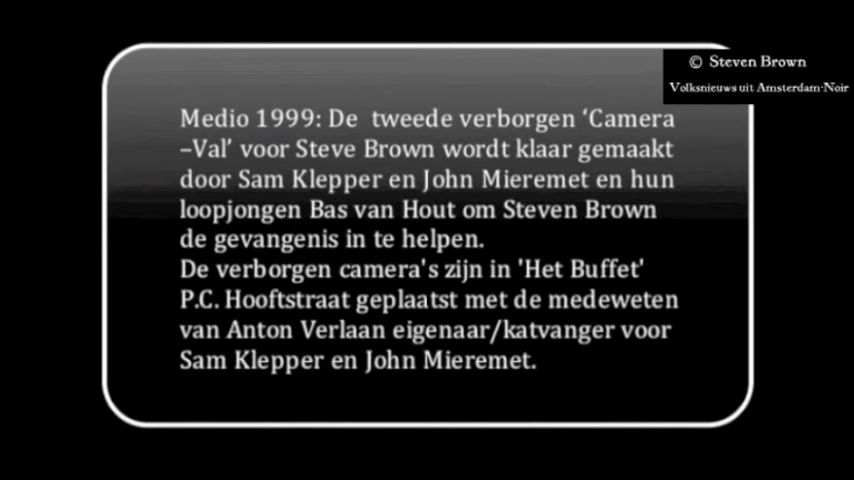 © Steven Brown
Volksnieuws uit Amsterdam-Noir
Medio 1999: De tweede verborgen ‘Camera
–Val’ voor Steve Brown wordt klaar gemaakt
door Sam Klepper en John Mieremet en hun
loopjongen Bas van Hout om Steven Brown
de gevangenis in te helpen.
De verborgen camera's zijn in 'Het Buffet'
P.C. Hooftstraat geplaatst met de medeweten
van Anton Verlaan eigenaar/katvanger voor
Sam Klepper en John Mieremet.